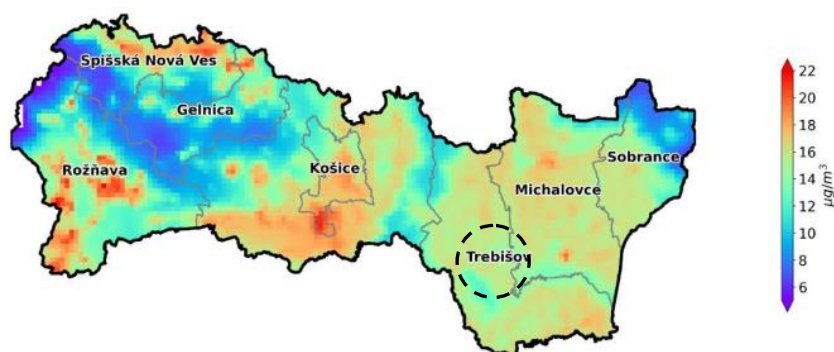 Spišská Nová Ves
Gelnica
Rožňava
Košice
Michalovce
Sobrance
Trebišov
22
20
18
16
14
12
10
8
6
µg/m³